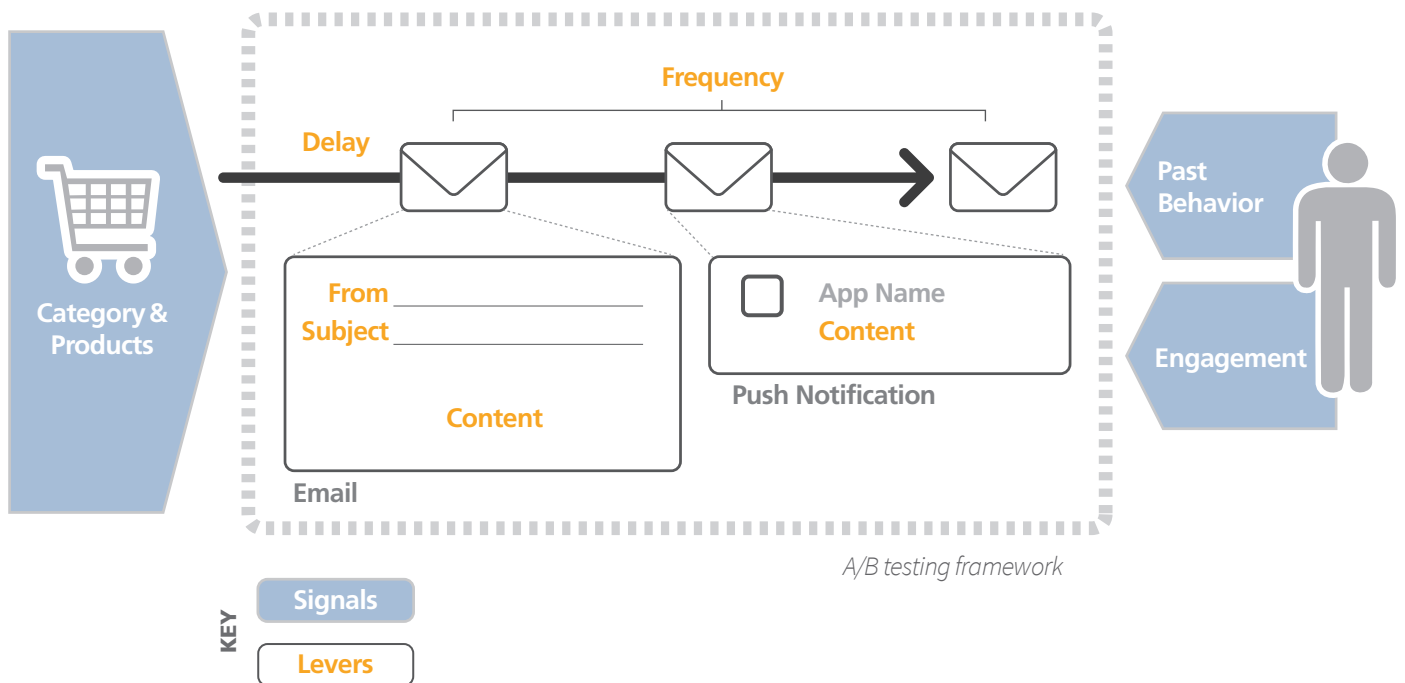 Frequency
Delay
Category &
Products
From
Subject
Content
Email
App Name
Content
Push Notification
Past
Behavior
Engagement
A/B testing framework
KEY
Signals
Levers